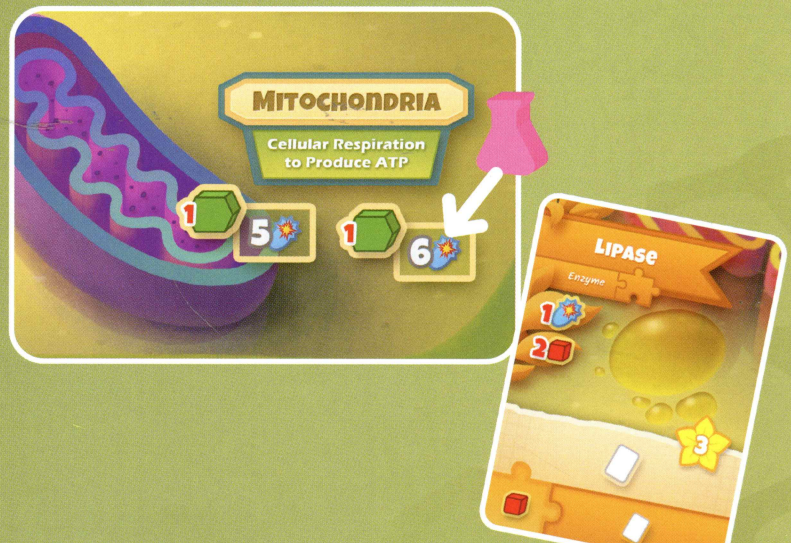 MITOCHONDRIA
Cellular Respiration
to Produce ATP
1 5 1 6
LIPASE
Enzyme
1
2
3